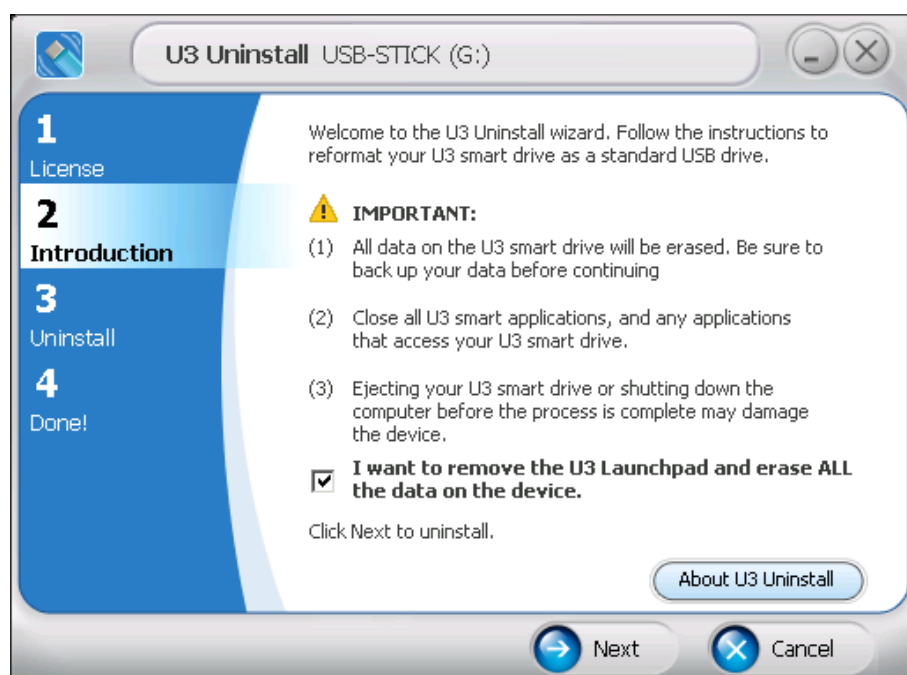 U3 Uninstall USB-STICK (G:)
1
License
2
Introduction
3
Uninstall
4
Done!
Welcome to the U3 Uninstall wizard. Follow the instructions to
reformat your U3 smart drive as a standard USB drive.
IMPORTANT:
(1) All data on the U3 smart drive will be erased. Be sure to
back up your data before continuing
(2) Close all U3 smart applications, and any applications
that access your U3 smart drive.
(3) Ejecting your U3 smart drive or shutting down the
computer before the process is complete may damage
the device.
I want to remove the U3 Launchpad and erase ALL
the data on the device.
Click Next to uninstall.
About U3 Uninstall
Next
Cancel